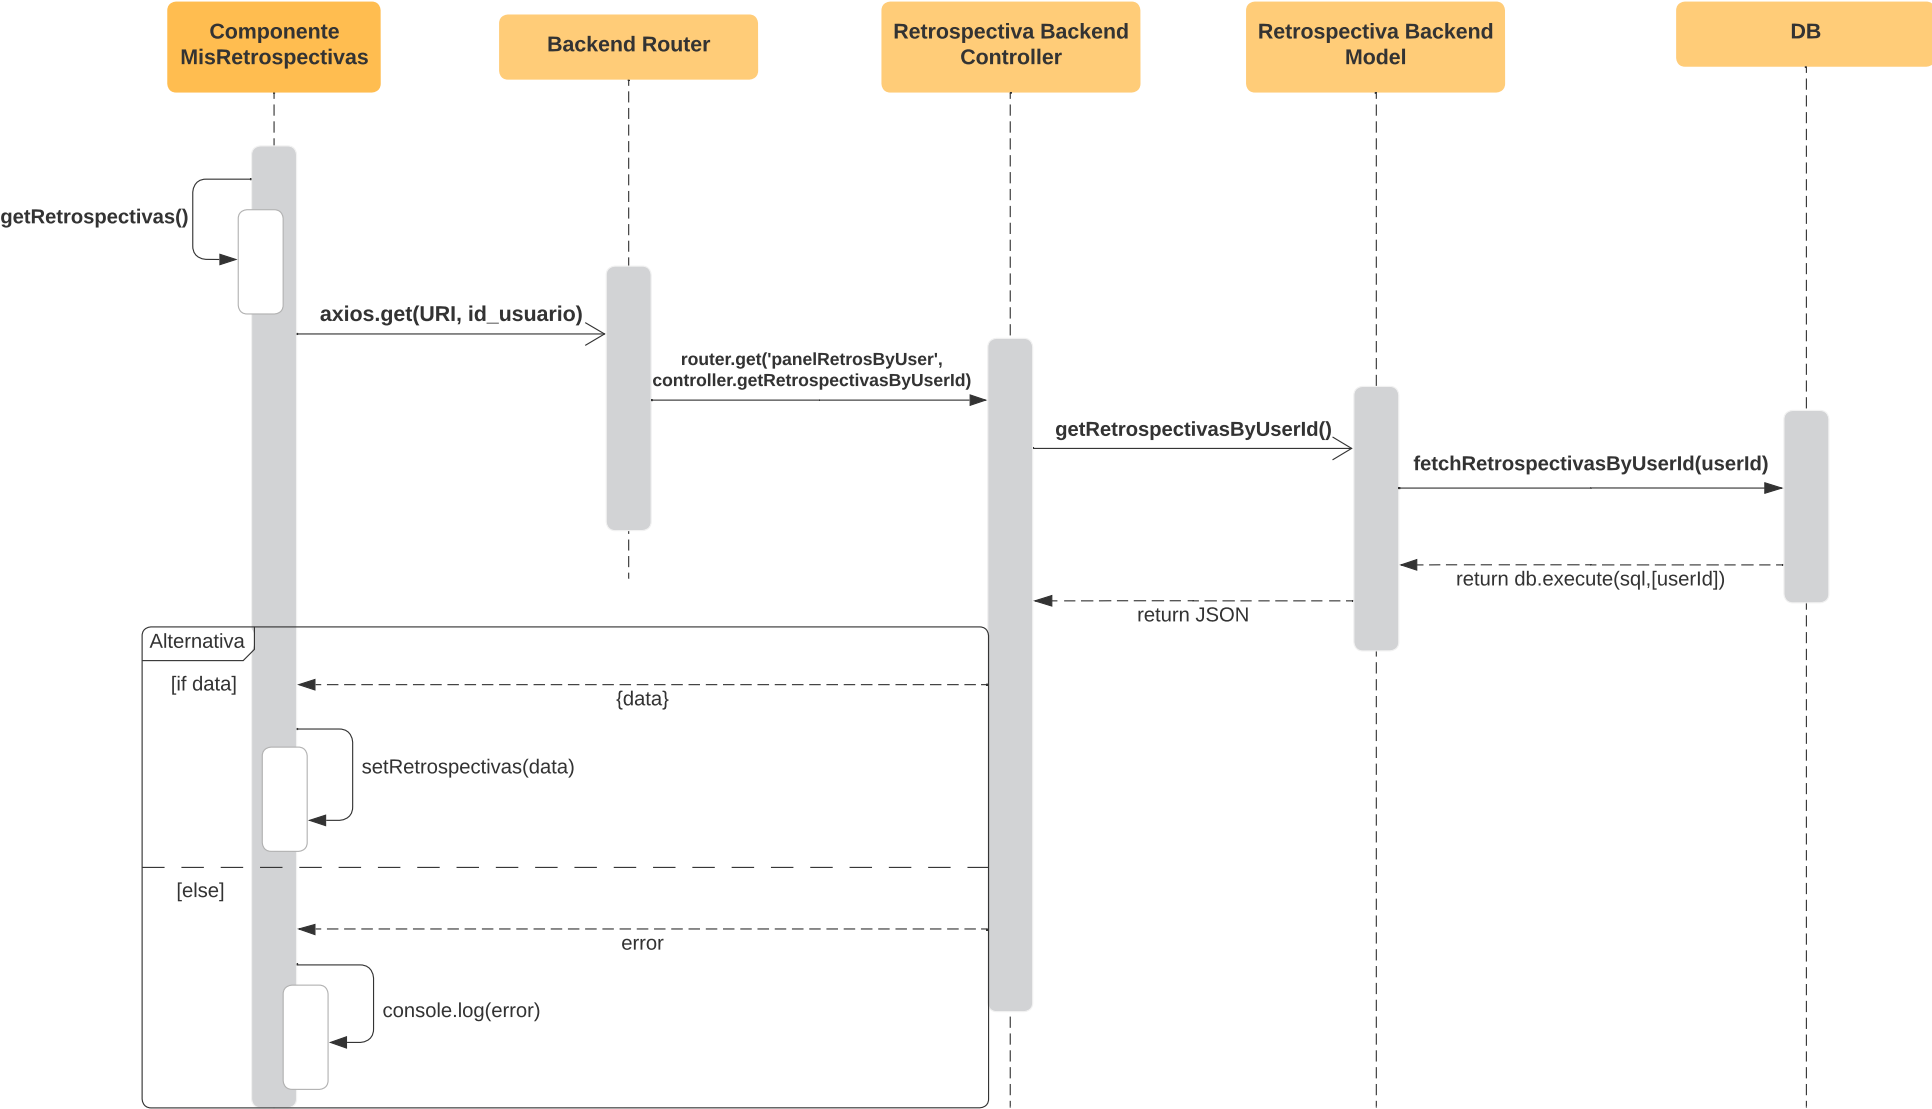 Componente
MisRetrospectivas
Backend Router
Retrospectiva Backend
Controller
Retrospectiva Backend
Model
DB
getRetrospectivas()
axios.get(URI, id_usuario)
router.get('panelRetrosByUser',
controller.getRetrospectivasByUserId)
getRetrospectivasByUserId()
fetchRetrospectivasByUserId(userId)
return db.execute(sql,[userId])
return JSON
Alternativa
[if data]
{data}
setRetrospectivas(data)
[else]
error
console.log(error)